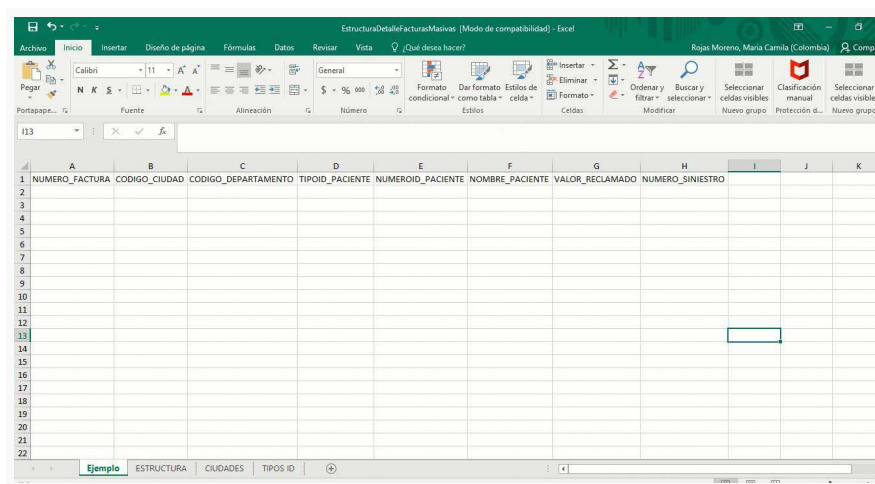 EstructuraDetalleFacturasMasivas [Modo de compatibilidad] - Excel
Archivo Inicio Insertar Diseño de página Fórmulas Datos Revisar Vista ¿Qué desea hacer? Rojas Moreno, Maria Camila (Colombia) Comp
Pegar
Calibri 11 A A
N K S A
General
$ % 000
Formato condicional
Dar formato como tabla
Estilos de celda
Insertar
Eliminar
Formato
Ordenar y filtrar
Buscar y seleccionar
Seleccionar celdas visibles
Clasificación manual
Seleccionar celdas visible
Portapape... Fuente Alineación Número Estilos Celdas Modificar Nuevo grupo Protección d... Nuevo grupo
I13 fx
A B C D E F G H I J K
1 NUMERO_FACTURA CODIGO_CIUDAD CODIGO_DEPARTAMENTO TIPOID_PACIENTE NUMEROID_PACIENTE NOMBRE_PACIENTE VALOR_RECLAMADO NUMERO_SINIESTRO
2
3
4
5
6
7
8
9
10
11
12
13
14
15
16
17
18
19
20
21
22
Ejemplo ESTRUCTURA CIUDADES TIPOS ID